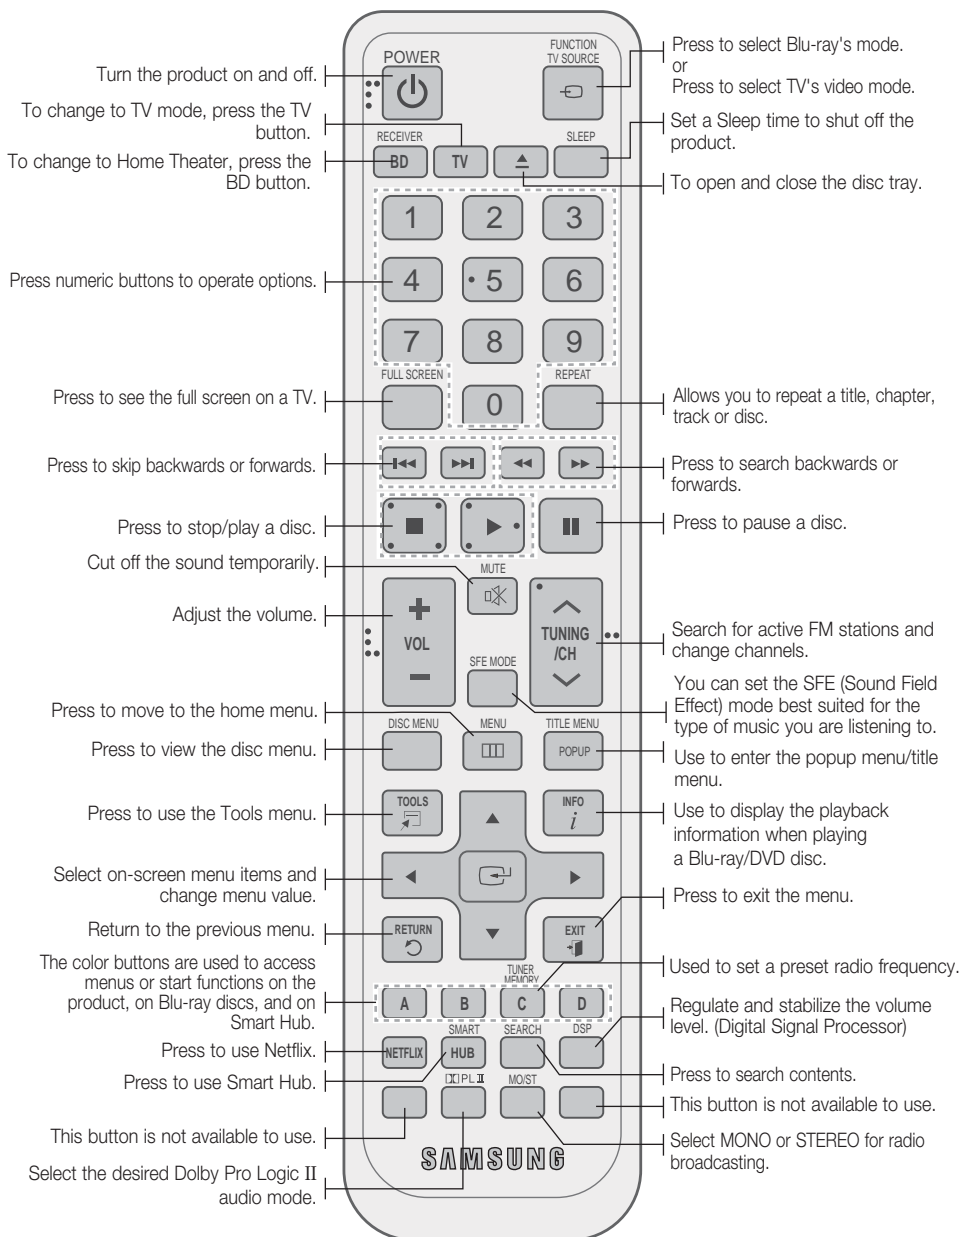 POWER
FUNCTION
TV SOURCE
Turn the product on and off.
Press to select Blu-ray's mode.
or
Press to select TV's video mode.
To change to TV mode, press the TV
button.
RECEIVER
SLEEP
Set a Sleep time to shut off the
product.
BD
TV
To change to Home Theater, press the
BD button.
To open and close the disc tray.
1
2
3
Press numeric buttons to operate options.
4
5
6
7
8
9
FULL SCREEN
REPEAT
Press to see the full screen on a TV.
0
Allows you to repeat a title, chapter,
track or disc.
Press to skip backwards or forwards.
Press to search backwards or
forwards.
Press to stop/play a disc.
Press to pause a disc.
Cut off the sound temporarily.
MUTE
Adjust the volume.
VOL
TUNING
/CH
Search for active FM stations and
change channels.
SFE MODE
You can set the SFE (Sound Field
Effect) mode best suited for the
type of music you are listening to.
Press to move to the home menu.
DISC MENU
MENU
TITLE MENU
Press to view the disc menu.
POPUP
Use to enter the popup menu/title
menu.
Press to use the Tools menu.
TOOLS
INFO
i
Use to display the playback
information when playing
a Blu-ray/DVD disc.
Select on-screen menu items and
change menu value.
Press to exit the menu.
Return to the previous menu.
RETURN
EXIT
The color buttons are used to access
menus or start functions on the
product, on Blu-ray discs, and on
Smart Hub.
TUNER
MEMORY
Used to set a preset radio frequency.
A
B
C
D
Regulate and stabilize the volume
level. (Digital Signal Processor)
SMART
SEARCH
DSP
Press to use Netflix.
NETFLIX
HUB
Press to use Smart Hub.
Press to search contents.
PL II
MO/ST
This button is not available to use.
This button is not available to use.
Select MONO or STEREO for radio
broadcasting.
SAMSUNG
Select the desired Dolby Pro Logic II
audio mode.